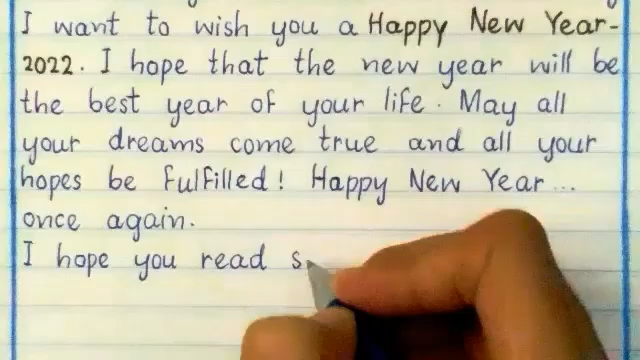 I want to wish you a Happy New Year-
2022. I hope that the new year will be
the best year of your life. May all
your dreams come true and all your
hopes be fulfilled! Happy New Year...
once again.
I hope you read s